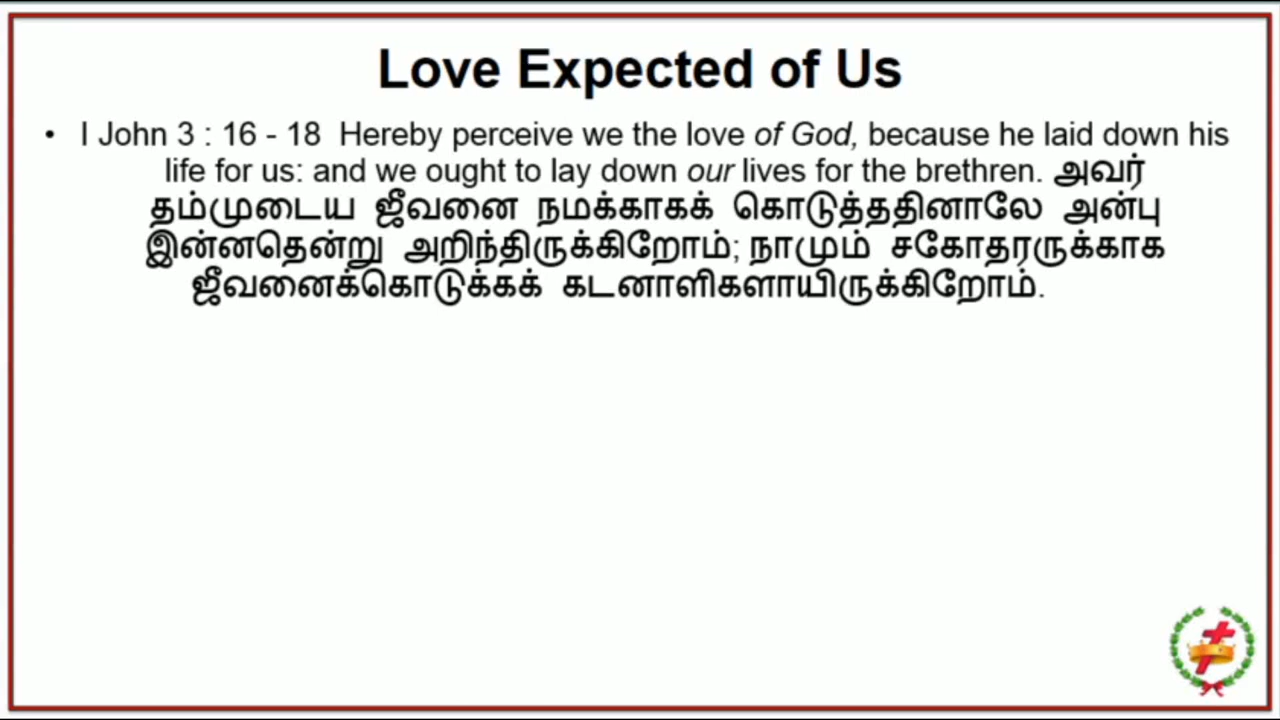 Love Expected of Us
• I John 3 : 16 - 18 Hereby perceive we the love of God, because he laid down his
life for us: and we ought to lay down our lives for the brethren. அவர்
தம்முடைய ஜீவனை நமக்காகக் கொடுத்ததினாலே அன்பு
இன்னதென்று அறிந்திருக்கிறோம்; நாமும் சகோதரருக்காக
ஜீவனைக்கொடுக்கக் கடனாளிகளாயிருக்கிறோம்.